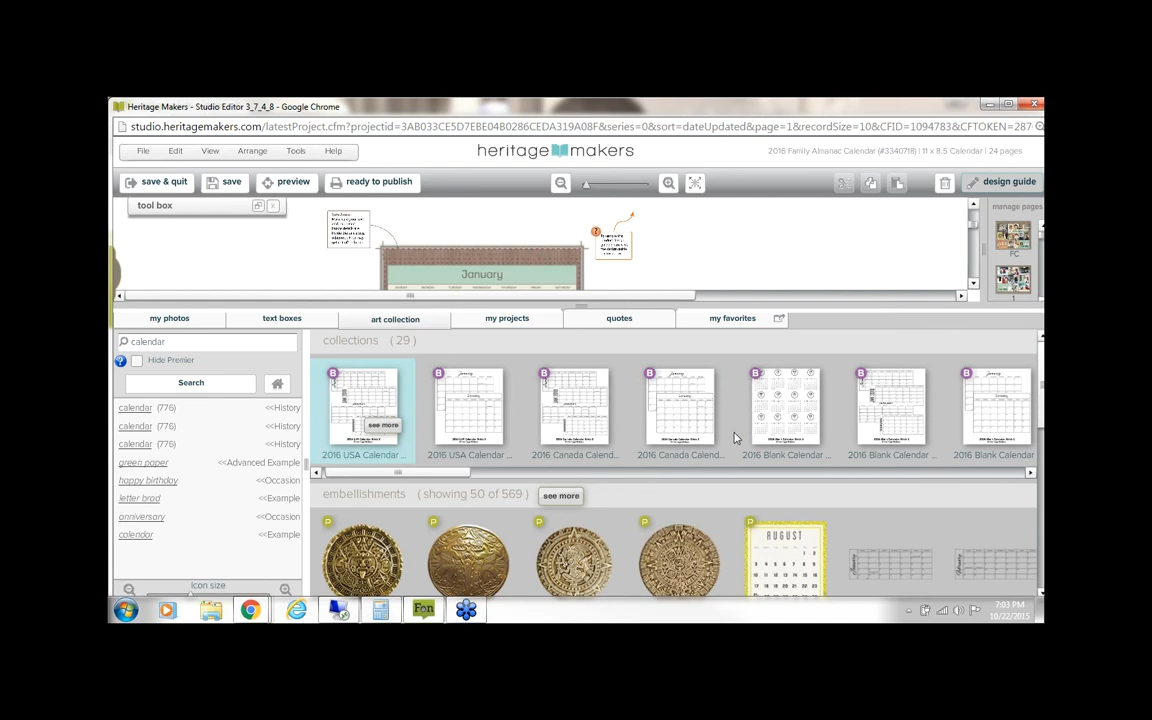 Heritage Makers - Studio Editor 3_7_4_8 - Google Chrome
studio.heritagemakers.com/latestProject.cfm?projectid=3AB033CE5D7EBE04B0286CEDA319A08F&series=0&sort=dateUpdated&page=1&recordSize=10&CFID=1094783&CFTOKEN=287
File Edit View Arrange Tools Help
heritage makers
2016 Family Almanac Calendar (#3340718) | 11 x 8.5 Calendar | 24 pages
save & quit save preview ready to publish design guide
tool box
manage pages
FC
1
January
my photos text boxes art collection my projects quotes my favorites
calendar
Hide Premier
Search
calendar (776) <<History
calendar (776) <<History
calendar (776) <<History
green paper <<Advanced Example
happy birthday <<Occasion
letter brad <<Example
anniversary <<Occasion
calendar <<Example
Icon size
collections ( 29 )
B B B B B B B
see more
2016 USA Calendar ... 2016 USA Calendar ... 2016 Canada Calend... 2016 Canada Calend... 2016 Blank Calendar ... 2016 Blank Calendar ... 2016 Blank Calendar
embellishments ( showing 50 of 569 ) see more
P P P P P
AUGUST
Fan
7:03 PM
10/22/2015